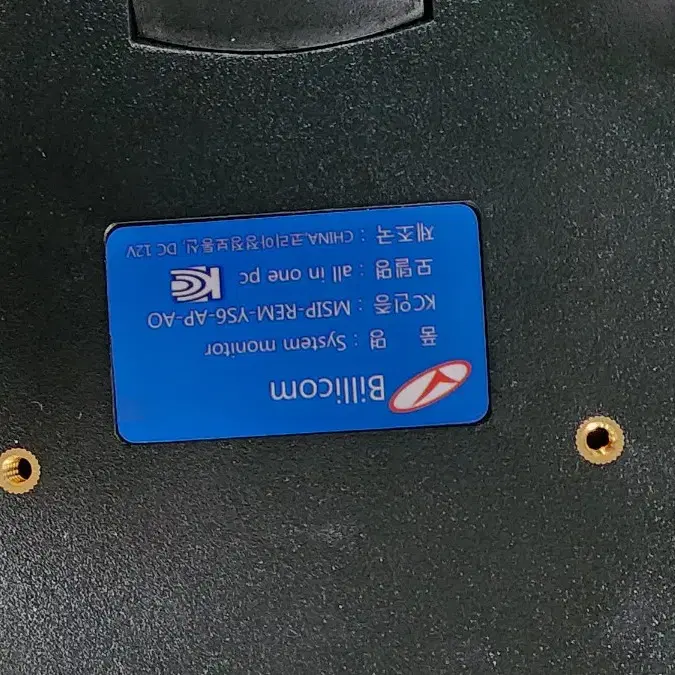 Billicom
품 명 : System monitor
KC인증 : MSIP-REM-YS6-AP-AO
모델명 : all in one pc
제조국 : CHINA,코리아정정보통신, DC 12V